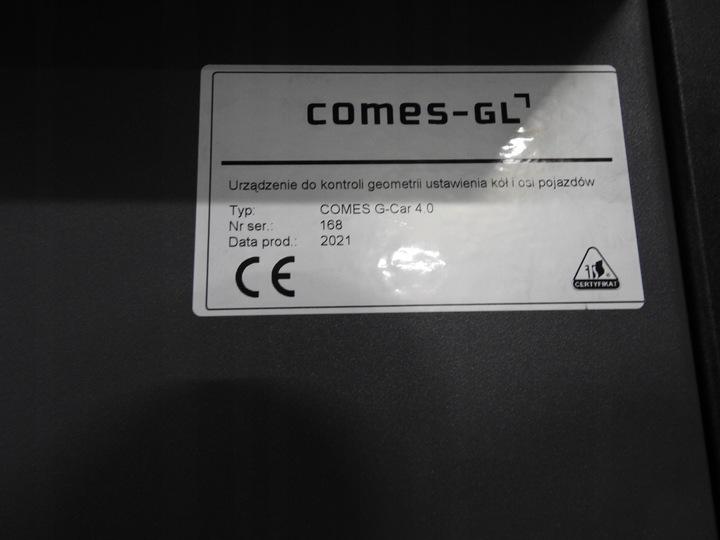 comes-GL
Urządzenie do kontroli geometrii ustawienia kół i osi pojazdów
Typ: COMES G-Car 4.0
Nr ser.: 168
Data prod.: 2021
CE
CERTYFIKAT